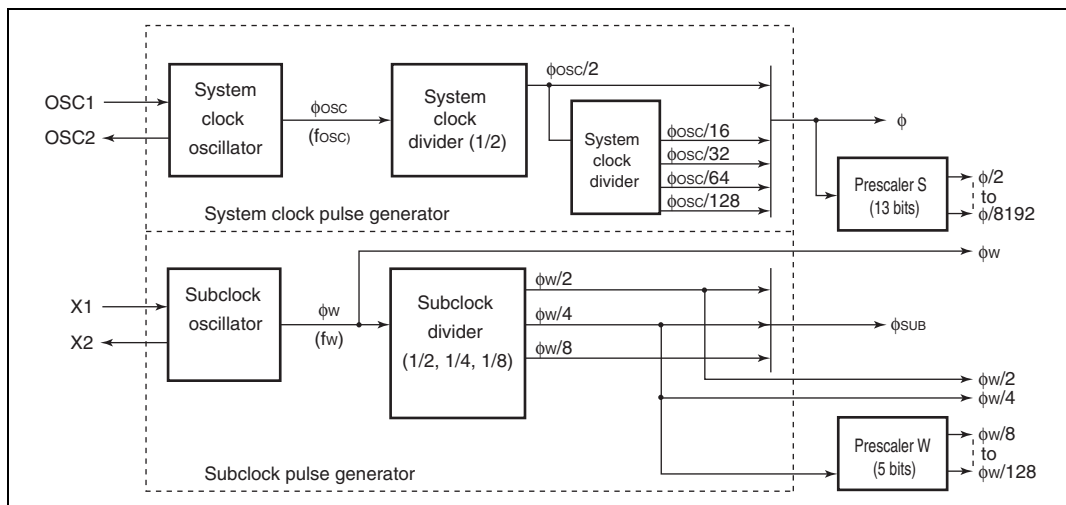 OSC1
OSC2
System
clock
oscillator
φOSC
(fOSC)
System
clock
divider (1/2)
φOSC/2
System
clock
divider
φOSC/16
φOSC/32
φOSC/64
φOSC/128
φ
Prescaler S
(13 bits)
φ/2
to
φ/8192
System clock pulse generator
X1
X2
Subclock
oscillator
φW
(fW)
Subclock
divider
(1/2, 1/4, 1/8)
φW/2
φW/4
φW/8
φW
φSUB
φW/2
φW/4
Prescaler W
(5 bits)
φW/8
to
φW/128
Subclock pulse generator